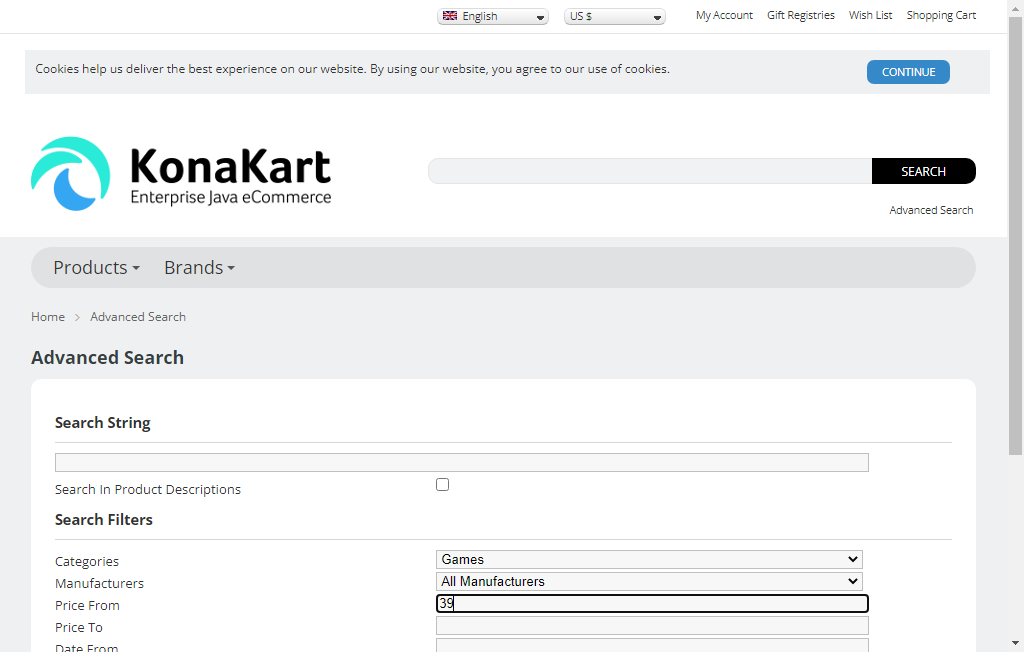 English US $ My Account Gift Registries Wish List Shopping Cart
Cookies help us deliver the best experience on our website. By using our website, you agree to our use of cookies. CONTINUE
KonaKart
Enterprise Java eCommerce
SEARCH
Advanced Search
Products Brands
Home Advanced Search
Advanced Search
Search String
Search In Product Descriptions
Search Filters
Categories Games
Manufacturers All Manufacturers
Price From 39
Price To
Date From